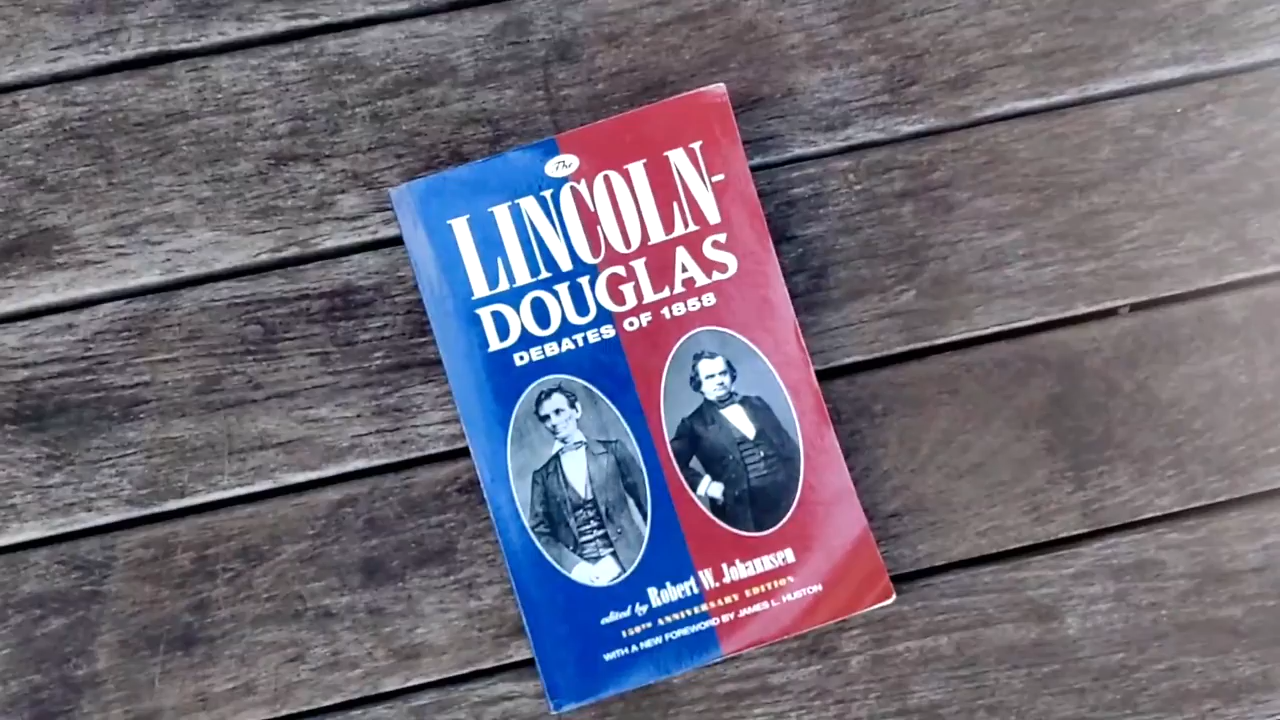 The
LINCOLN-
DOUGLAS
DEBATES OF 1858
edited by Robert W. Johannsen
150TH ANNIVERSARY EDITION
WITH A NEW FOREWORD BY JAMES L. HUSTON